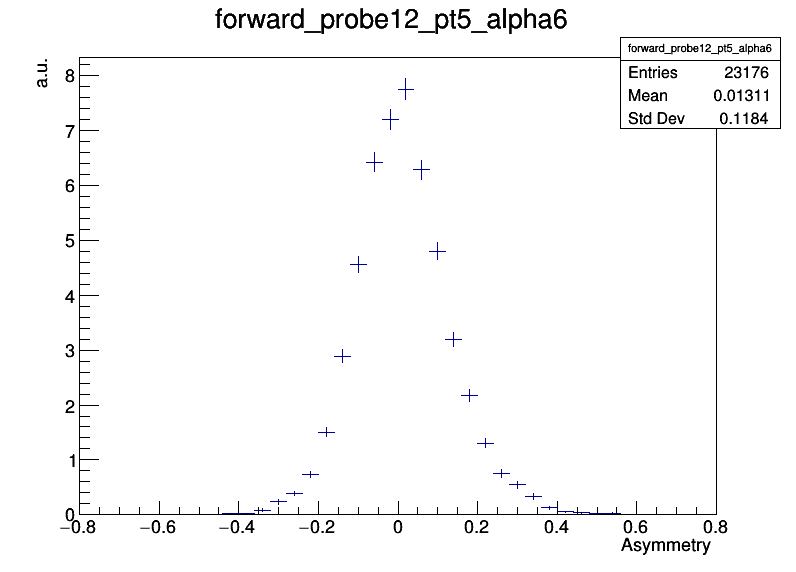 forward_probe12_pt5_alpha6
a.u.
forward_probe12_pt5_alpha6
Entries 23176
Mean 0.01311
Std Dev 0.1184
8
7
6
5
4
3
2
1
0
−0.8 −0.6 −0.4 −0.2 0 0.2 0.4 0.6 0.8
Asymmetry